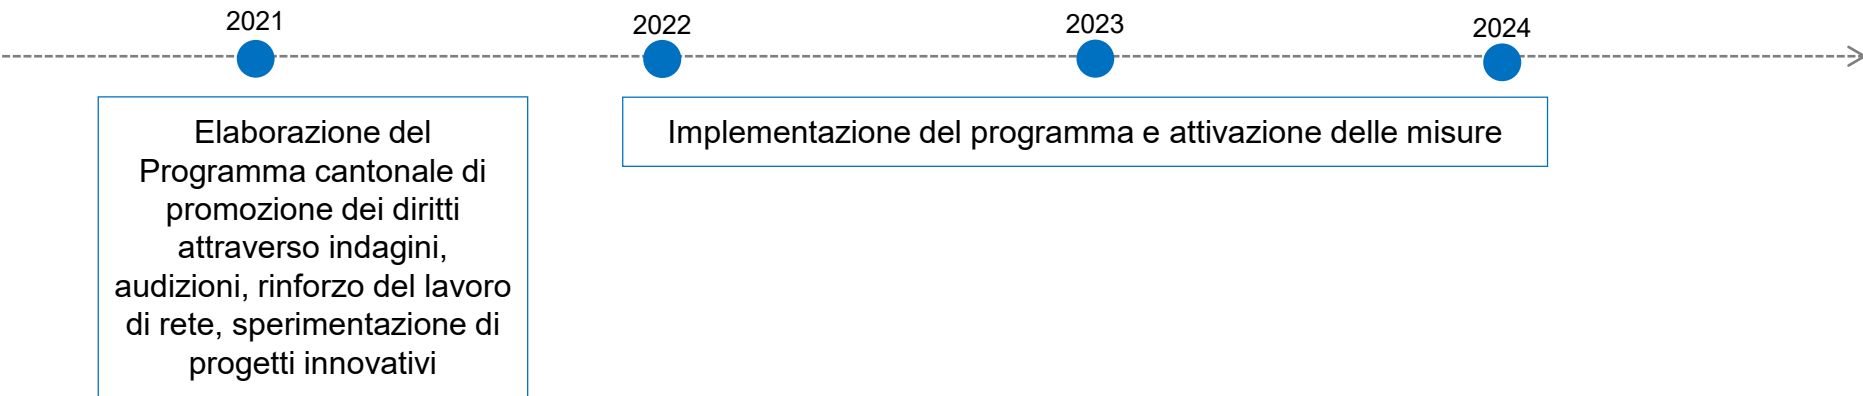 2021
2022
2023
2024
Elaborazione del
Programma cantonale di
promozione dei diritti
attraverso indagini,
audizioni, rinforzo del lavoro
di rete, sperimentazione di
progetti innovativi
Implementazione del programma e attivazione delle misure